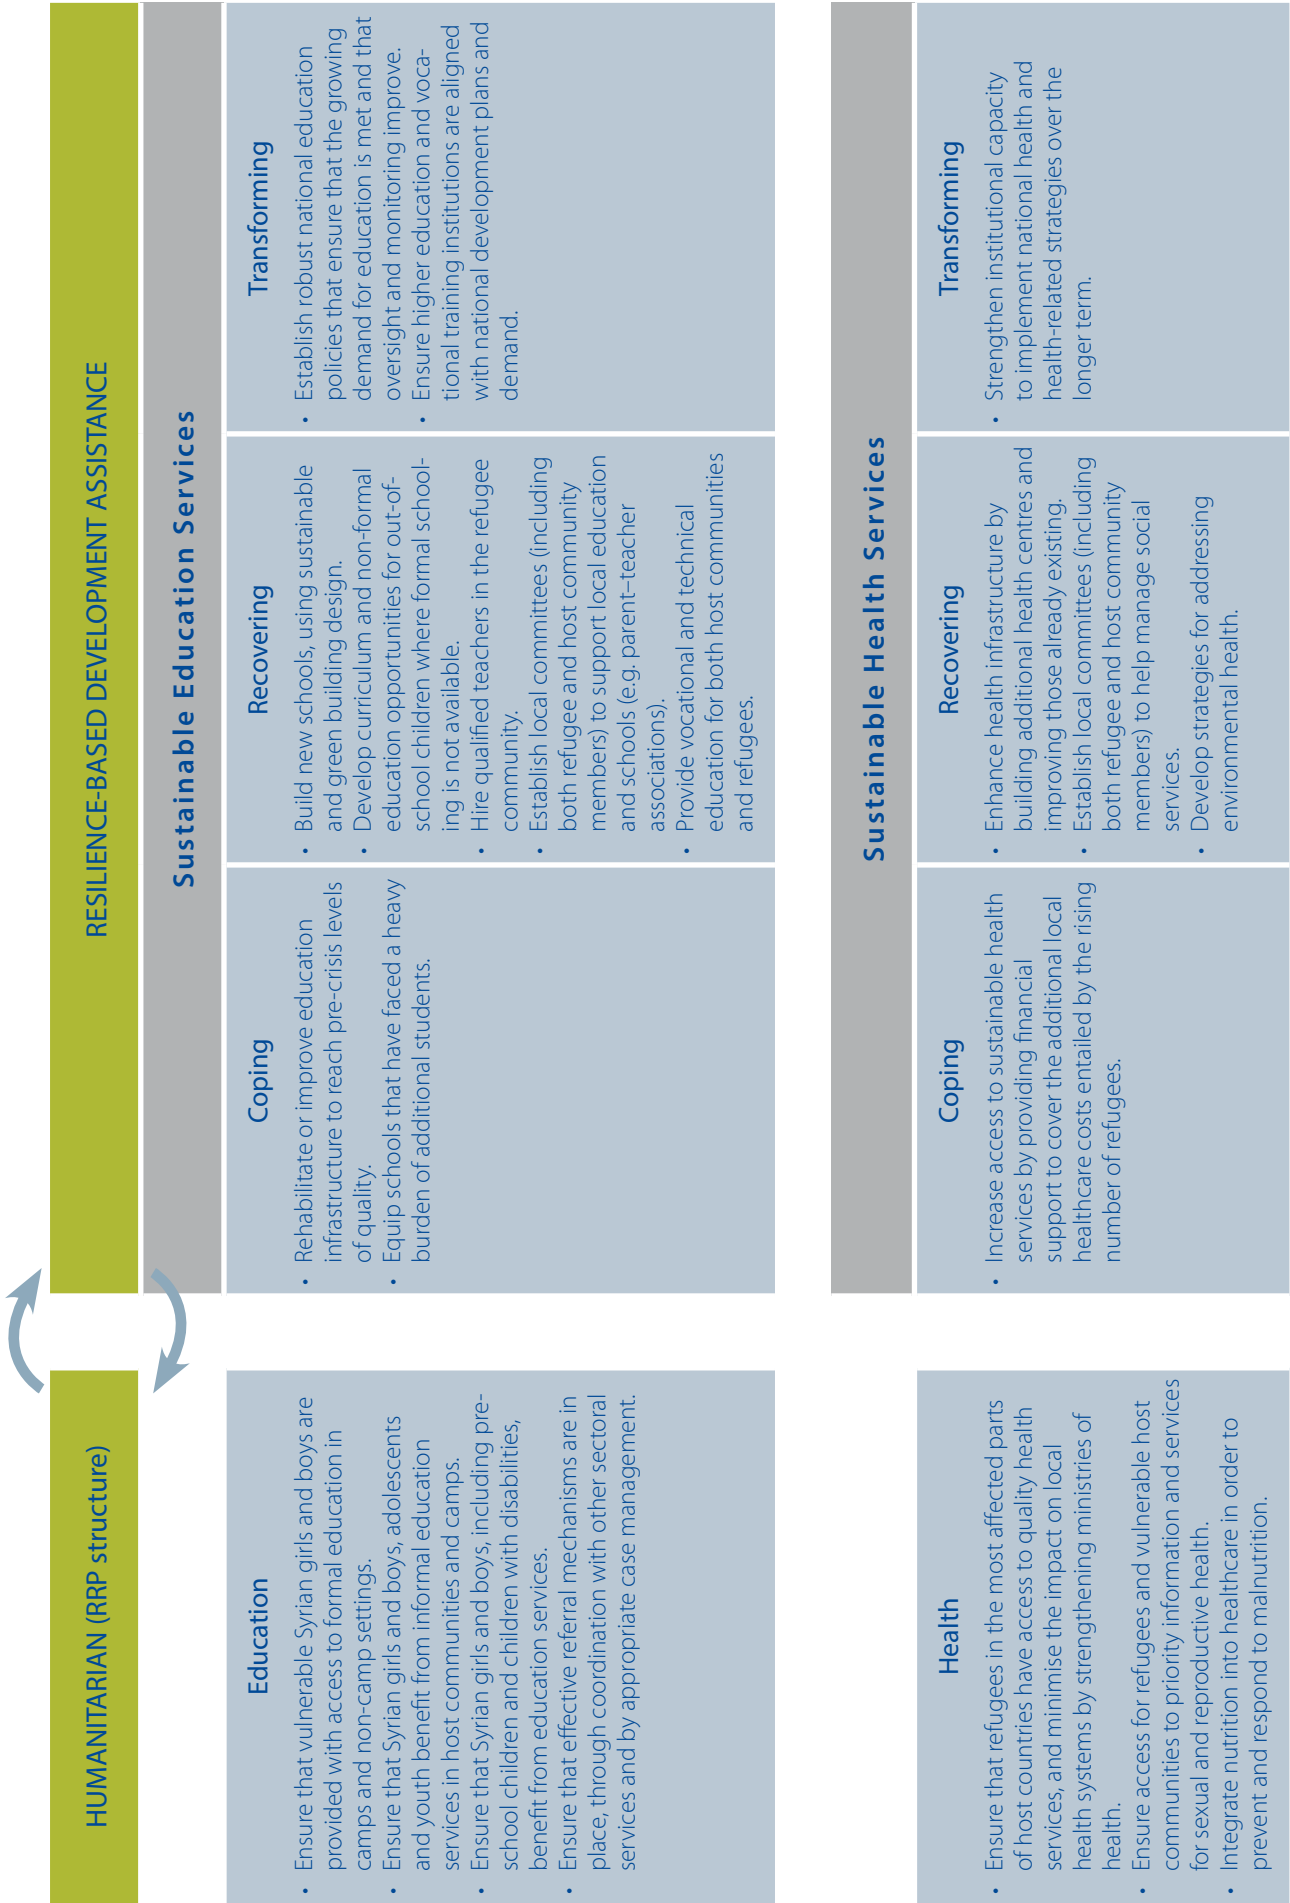 HUMANITARIAN (RRP structure)
RESILIENCE-BASED DEVELOPMENT ASSISTANCE
Sustainable Education Services
Education
• Ensure that vulnerable Syrian girls and boys are
provided with access to formal education in
camps and non-camp settings.
• Ensure that Syrian girls and boys, adolescents
and youth benefit from informal education
services in host communities and camps.
• Ensure that Syrian girls and boys, including pre-
school children and children with disabilities,
benefit from education services.
• Ensure that effective referral mechanisms are in
place, through coordination with other sectoral
services and by appropriate case management.
Coping
• Rehabilitate or improve education
infrastructure to reach pre-crisis levels
of quality.
• Equip schools that have faced a heavy
burden of additional students.
Recovering
• Build new schools, using sustainable
and green building design.
• Develop curriculum and non-formal
education opportunities for out-of-
school children where formal school-
ing is not available.
• Hire qualified teachers in the refugee
community.
• Establish local committees (including
both refugee and host community
members) to support local education
and schools (e.g. parent–teacher
associations).
• Provide vocational and technical
education for both host communities
and refugees.
Transforming
• Establish robust national education
policies that ensure that the growing
demand for education is met and that
oversight and monitoring improve.
• Ensure higher education and voca-
tional training institutions are aligned
with national development plans and
demand.
Sustainable Health Services
Health
• Ensure that refugees in the most affected parts
of host countries have access to quality health
services, and minimise the impact on local
health systems by strengthening ministries of
health.
• Ensure access for refugees and vulnerable host
communities to priority information and services
for sexual and reproductive health.
• Integrate nutrition into healthcare in order to
prevent and respond to malnutrition.
Coping
• Increase access to sustainable health
services by providing financial
support to cover the additional local
healthcare costs entailed by the rising
number of refugees.
Recovering
• Enhance health infrastructure by
building additional health centres and
improving those already existing.
• Establish local committees (including
both refugee and host community
members) to help manage social
services.
• Develop strategies for addressing
environmental health.
Transforming
• Strengthen institutional capacity
to implement national health and
health-related strategies over the
longer term.